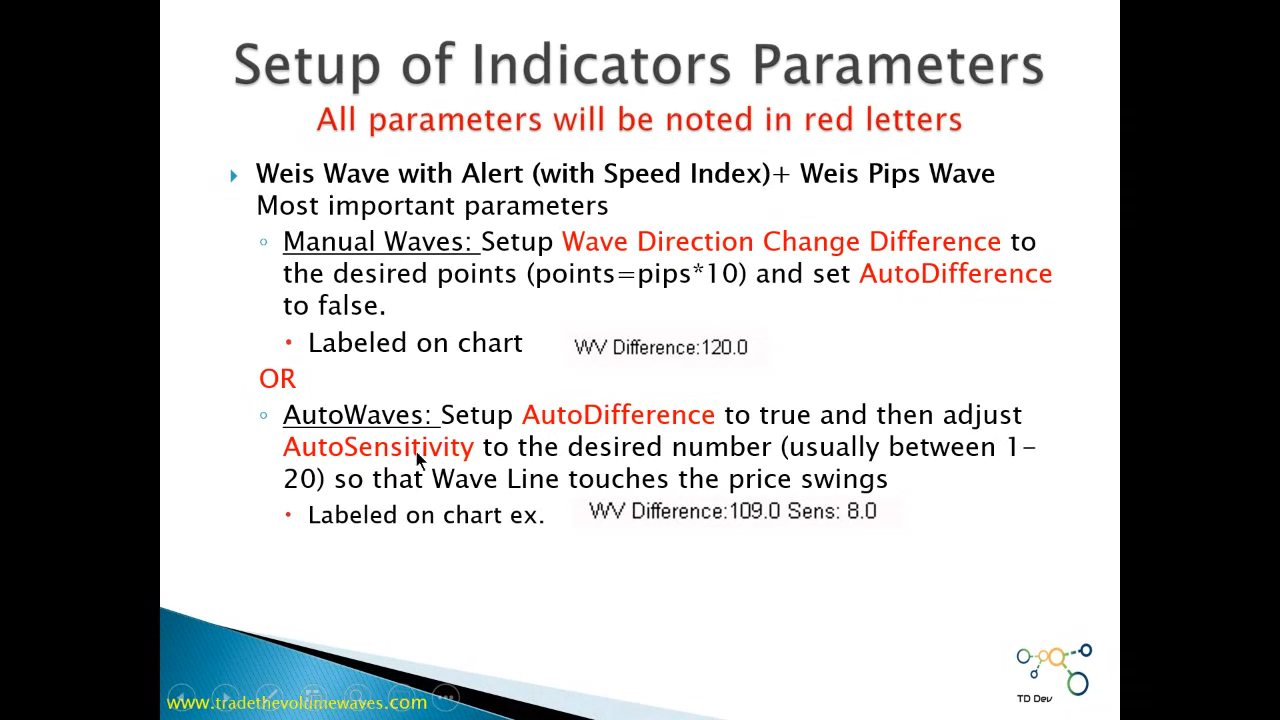 Setup of Indicators Parameters
All parameters will be noted in red letters
Weis Wave with Alert (with Speed Index)+ Weis Pips Wave
Most important parameters
Manual Waves: Setup Wave Direction Change Difference to
the desired points (points=pips*10) and set AutoDifference
to false.
Labeled on chart WV Difference:120.0
OR
AutoWaves: Setup AutoDifference to true and then adjust
AutoSensitivity to the desired number (usually between 1-
20) so that Wave Line touches the price swings
Labeled on chart ex. WV Difference:109.0 Sens: 8.0
www.tradethevolumewaves.com
TD Dev